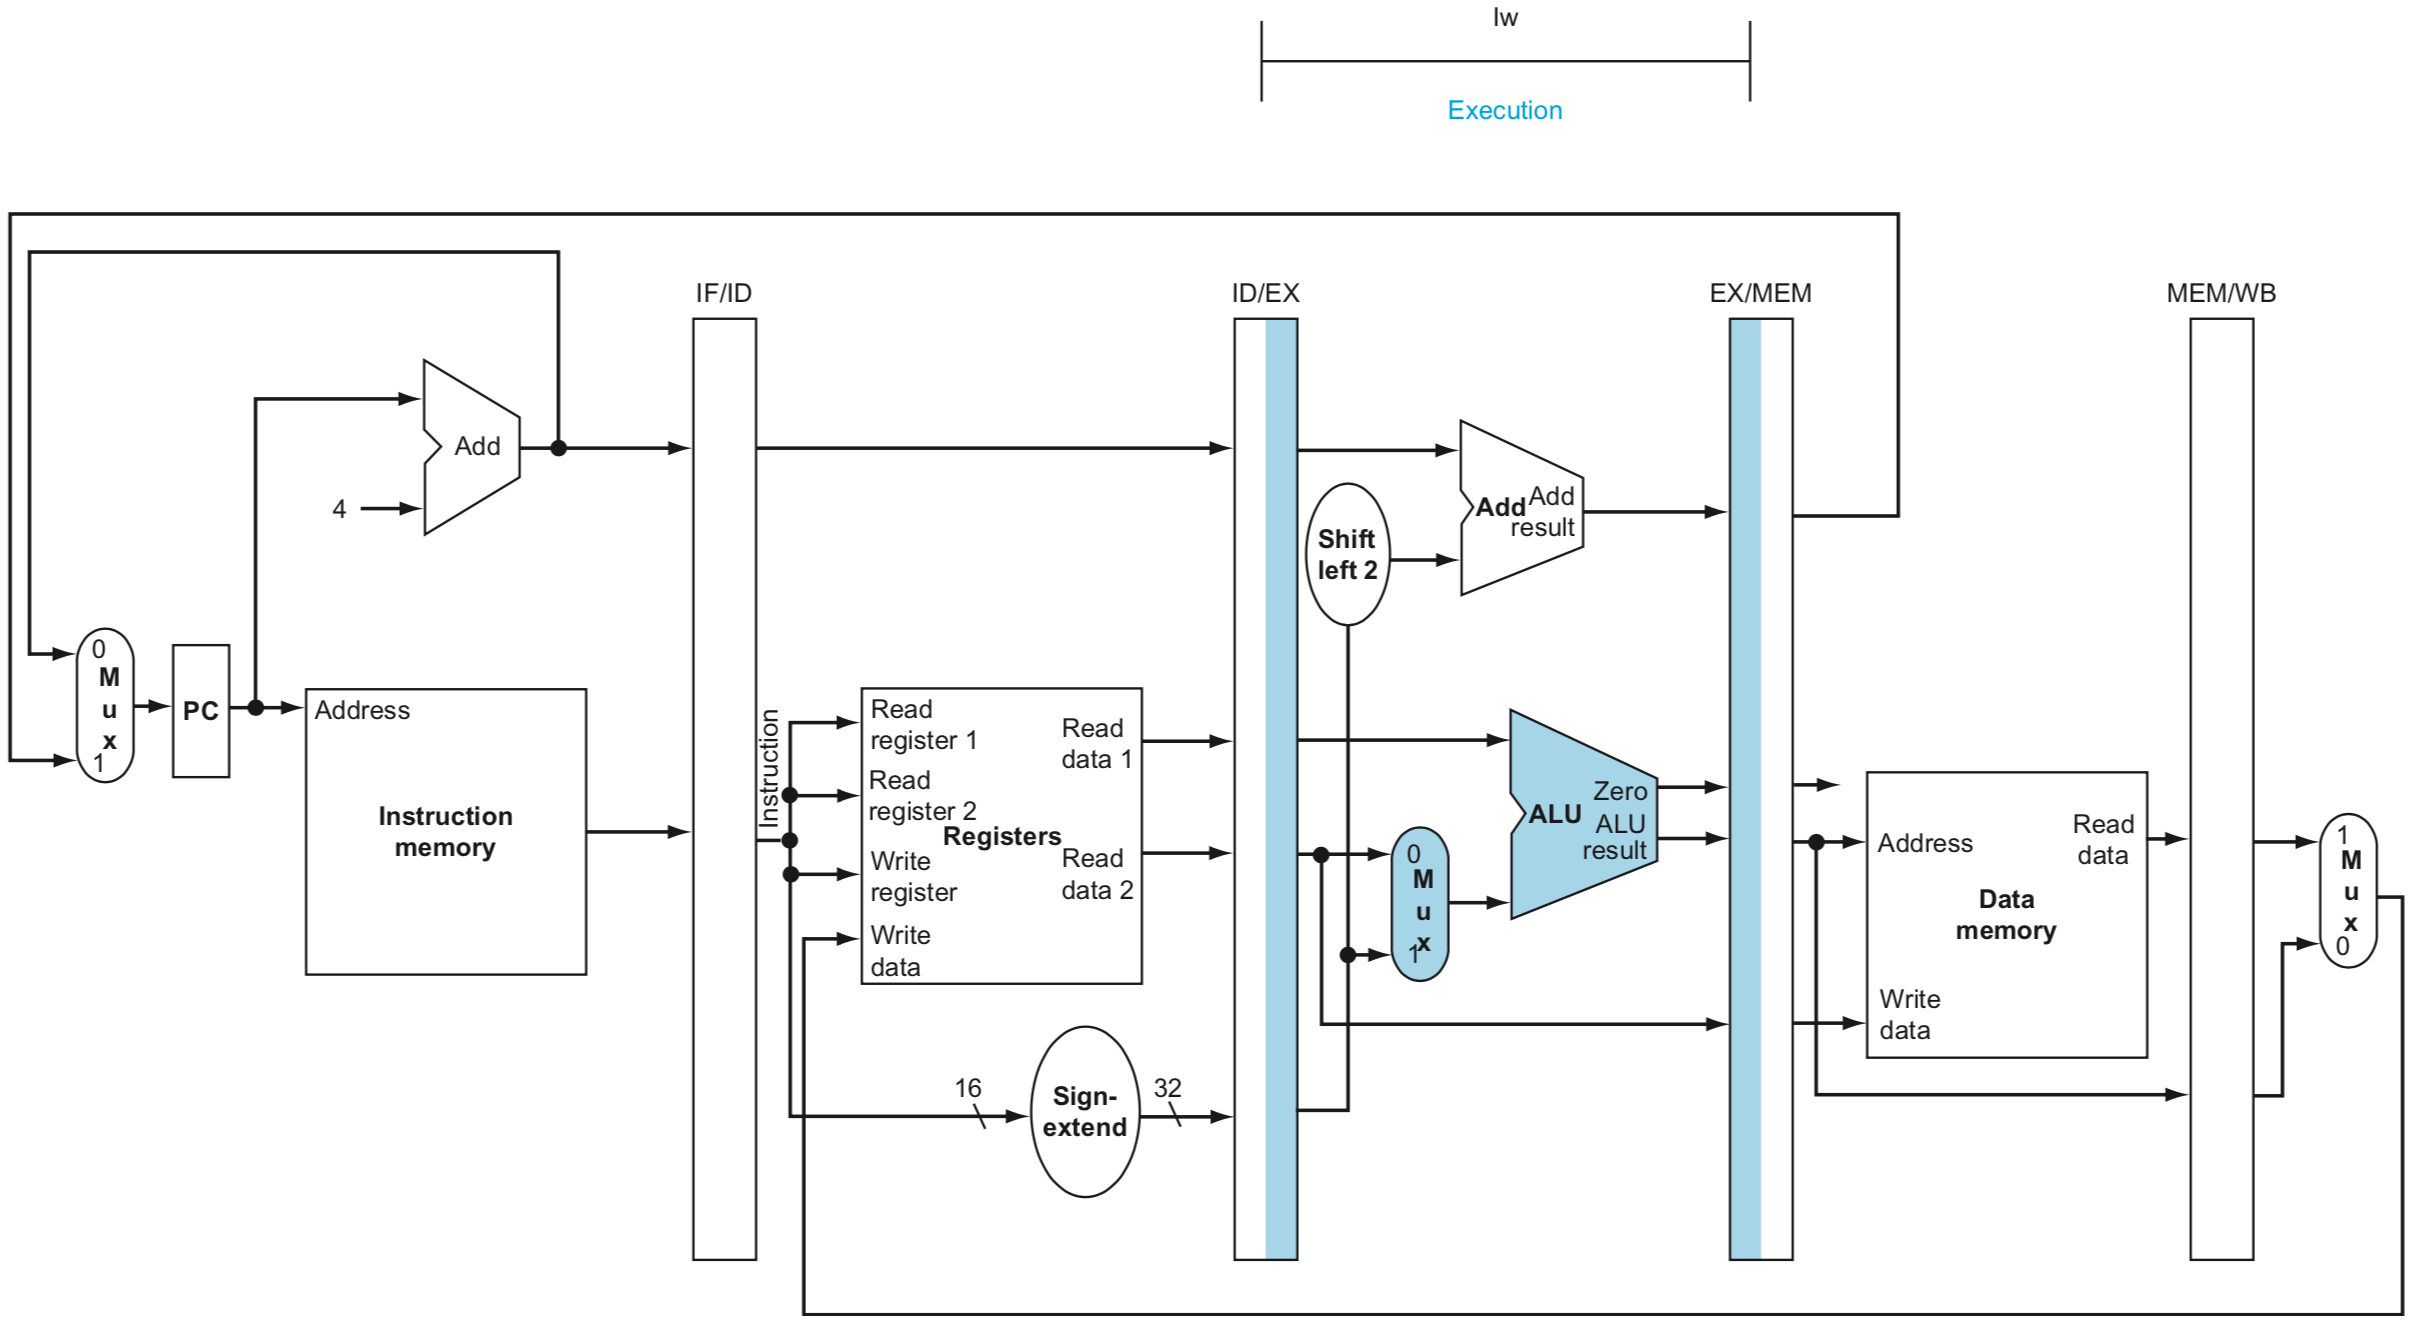 lw
Execution
IF/ID
ID/EX
EX/MEM
MEM/WB
Add
4
Add
Add
result
Shift
left 2
0
M
u
x
1
PC
Address
Instruction
memory
Instruction
Read
register 1
Read
register 2
Write
register
Write
data
Registers
Read
data 1
Read
data 2
0
M
u
x
1
ALU
Zero
ALU
result
Address
Read
data
Data
memory
Write
data
1
M
u
x
0
16
Sign-
extend
32